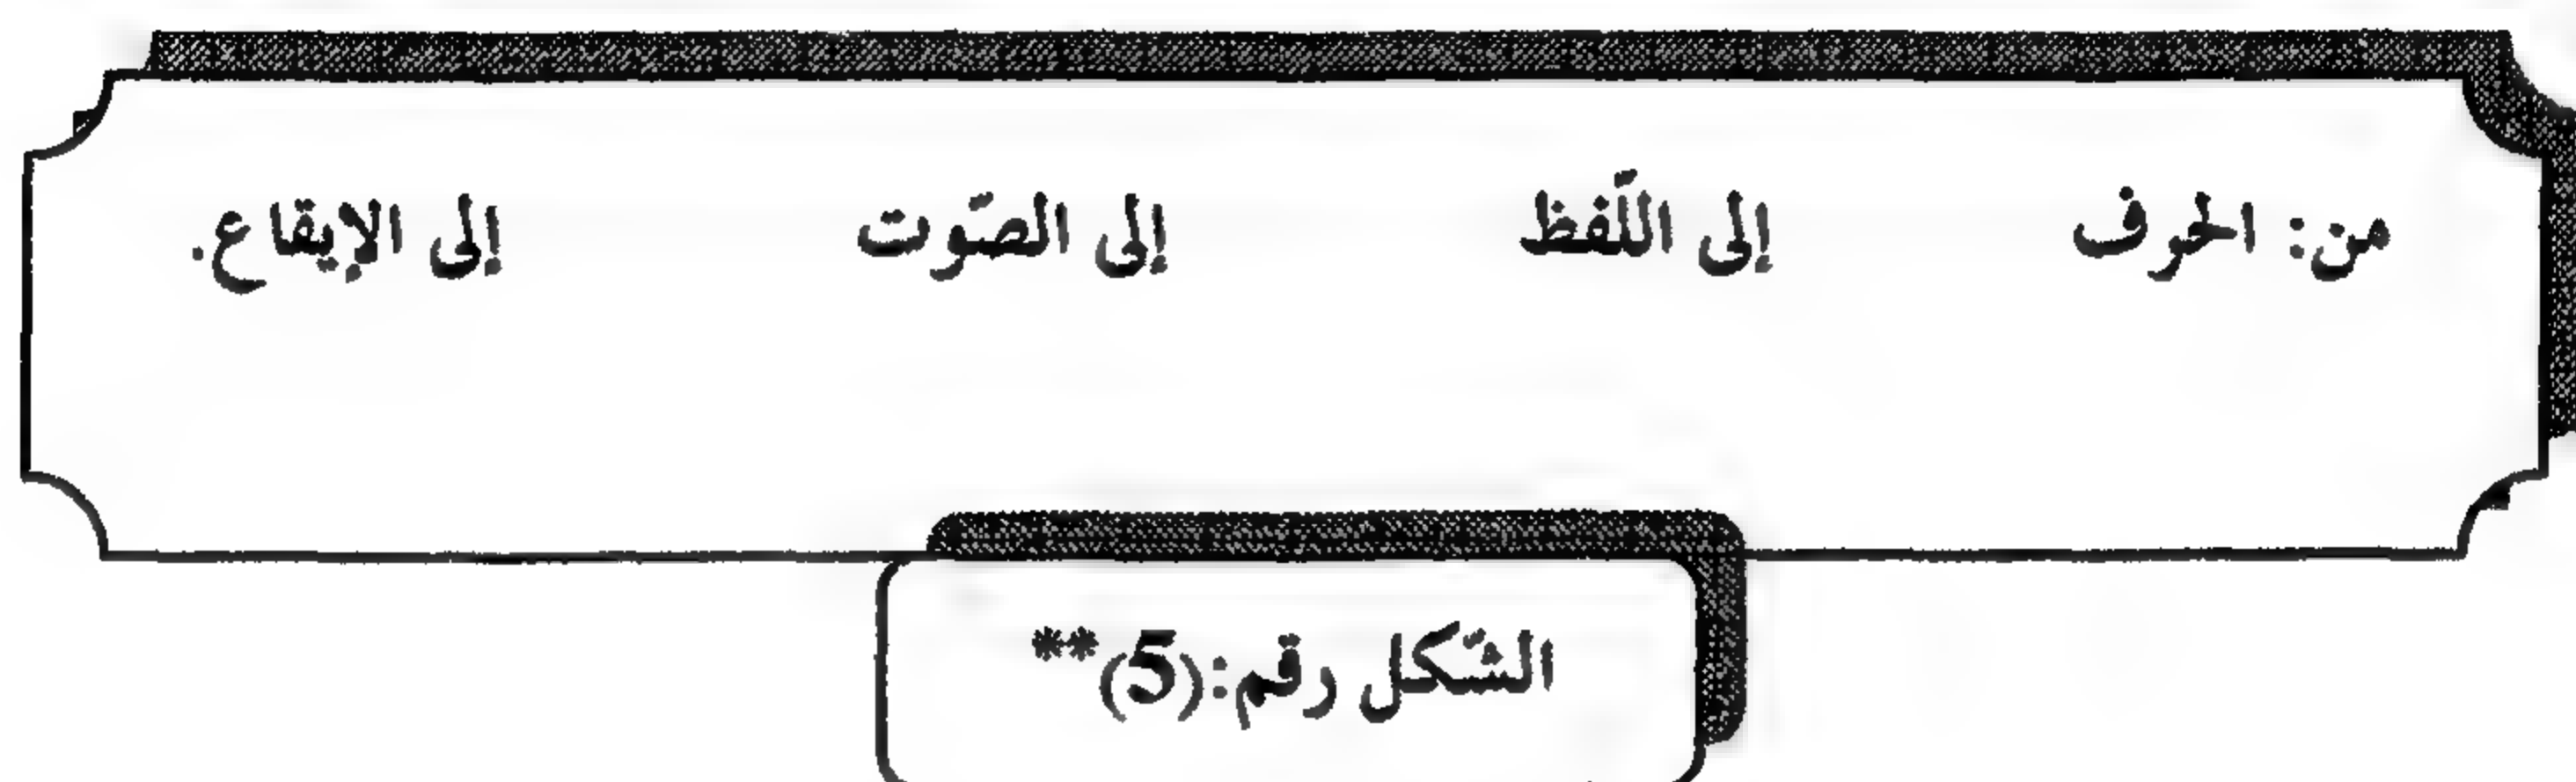 من: الحرف إلى اللّفظ إلى الصّوت إلى الإيقاع.
الشّكل رقم:(5)**